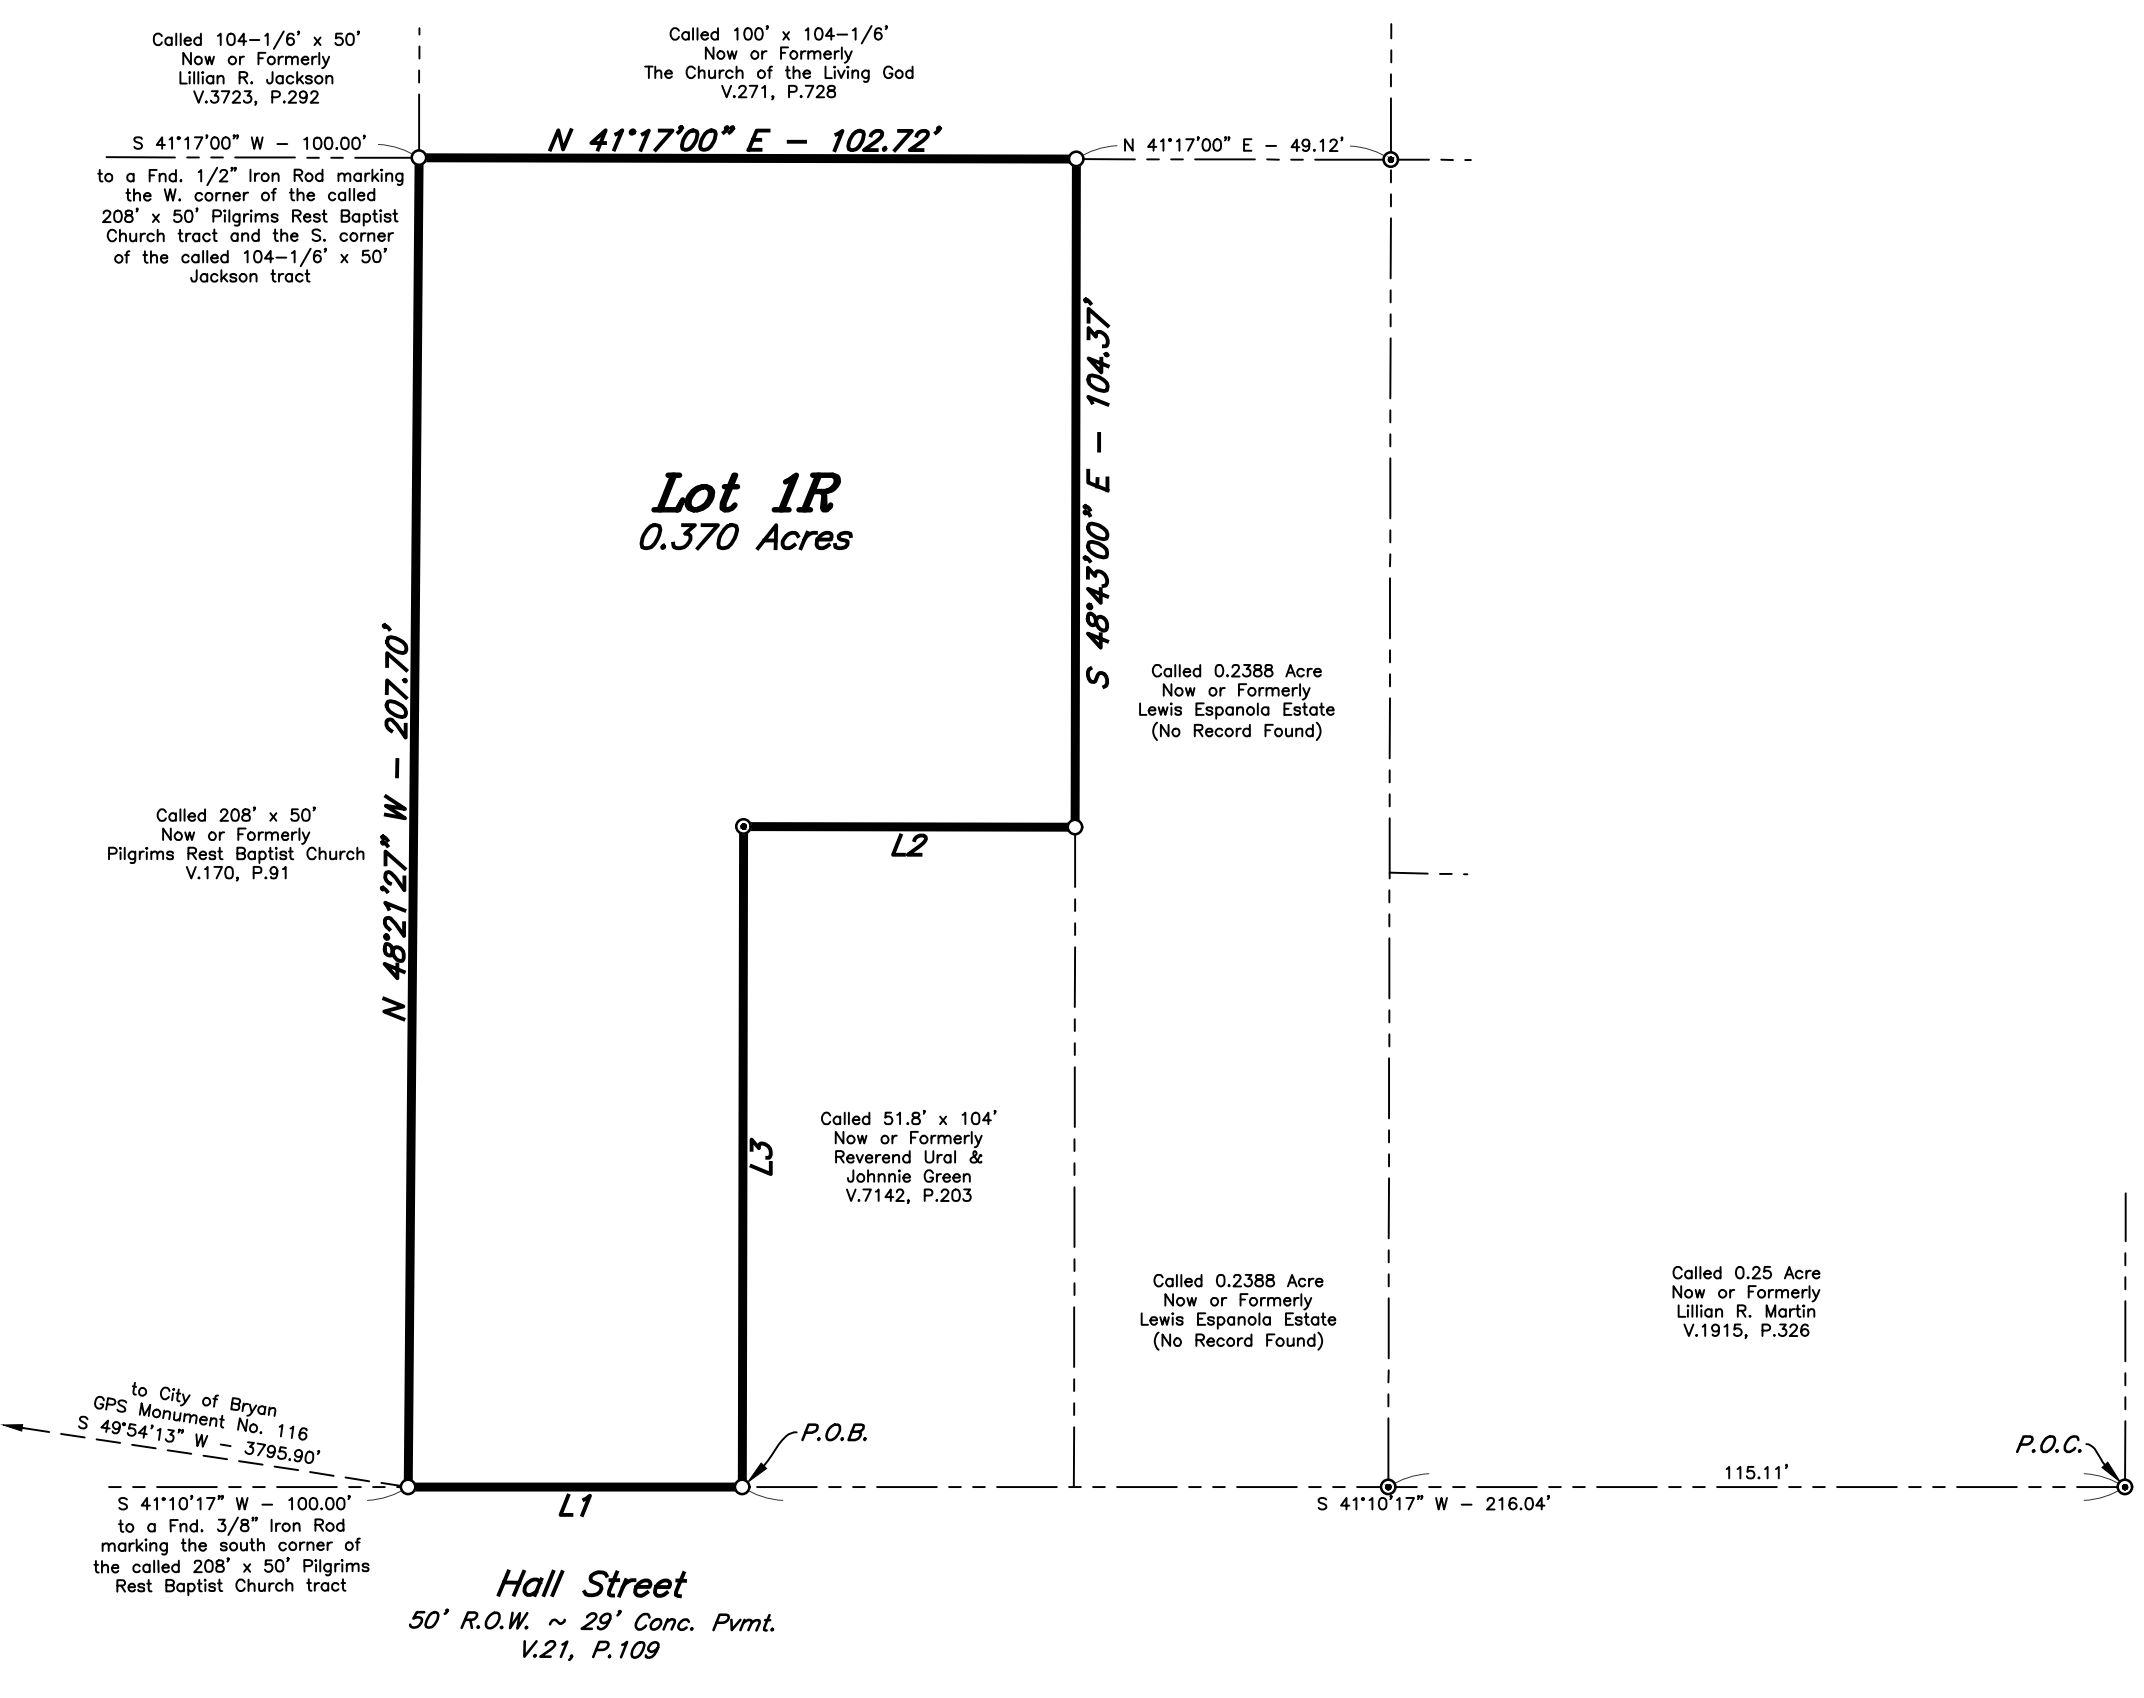 Called 104-1/6' x 50'
Now or Formerly
Lillian R. Jackson
V.3723, P.292
Called 100' x 104-1/6'
Now or Formerly
The Church of the Living God
V.271, P.728
S 41°17'00" W - 100.00'
to a Fnd. 1/2" Iron Rod marking
the W. corner of the called
208' x 50' Pilgrims Rest Baptist
Church tract and the S. corner
of the called 104-1/6' x 50'
Jackson tract
N 41°17'00" E - 102.72'
N 41°17'00" E - 49.12'
S 48°43'00" E - 104.37'
Lot 1R
0.370 Acres
N 48°21'27" W - 207.70'
Called 0.2388 Acre
Now or Formerly
Lewis Espanola Estate
(No Record Found)
Called 208' x 50'
Now or Formerly
Pilgrims Rest Baptist Church
V.170, P.91
L2
L3
Called 51.8' x 104'
Now or Formerly
Reverend Ural &
Johnnie Green
V.7142, P.203
Called 0.2388 Acre
Now or Formerly
Lewis Espanola Estate
(No Record Found)
Called 0.25 Acre
Now or Formerly
Lillian R. Martin
V.1915, P.326
to City of Bryan
GPS Monument No. 116
S 49°54'13" W - 3795.90'
P.O.B.
P.O.C.
115.11'
S 41°10'17" W - 216.04'
S 41°10'17" W - 100.00'
to a Fnd. 3/8" Iron Rod
marking the south corner of
the called 208' x 50' Pilgrims
Rest Baptist Church tract
L1
Hall Street
50' R.O.W. ~ 29' Conc. Pvmt.
V.21, P.109